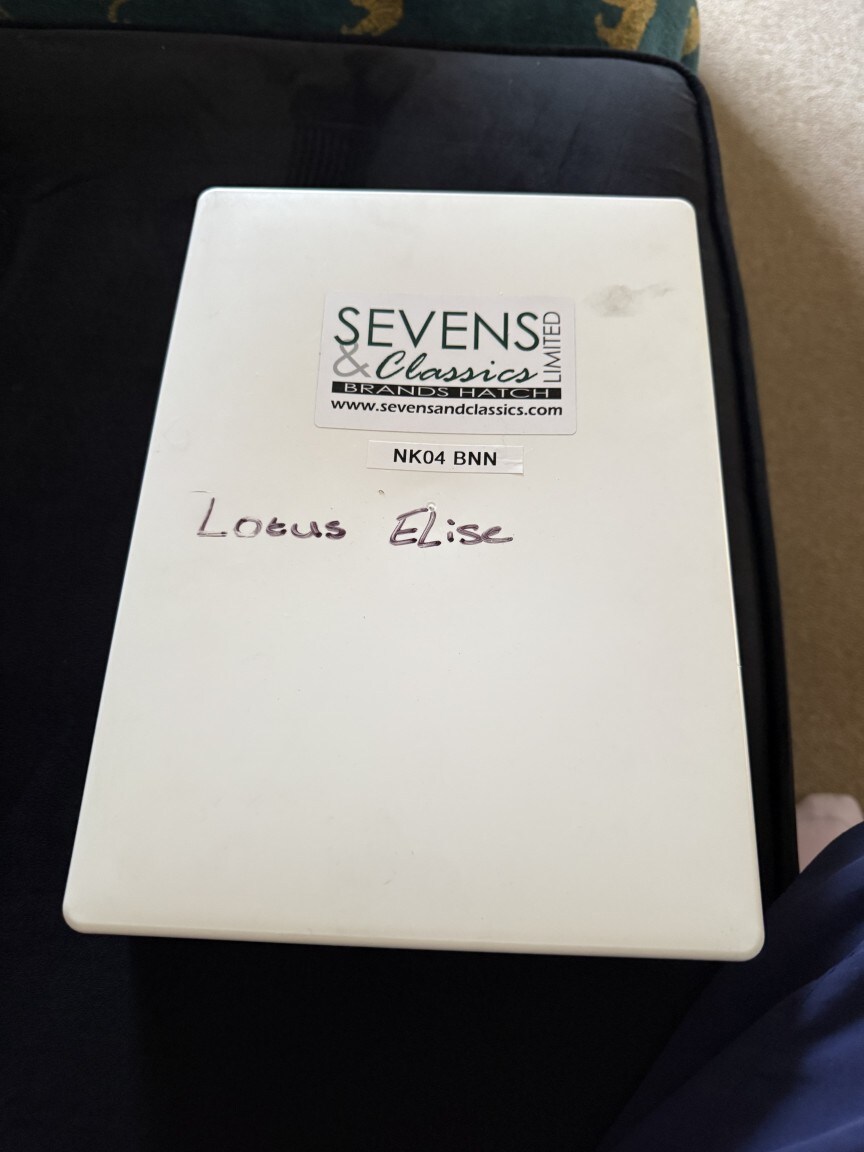 SEVENS
& Classics LIMITED
BRANDS HATCH
www.sevensandclassics.com
NK04 BNN
Lotus Elise